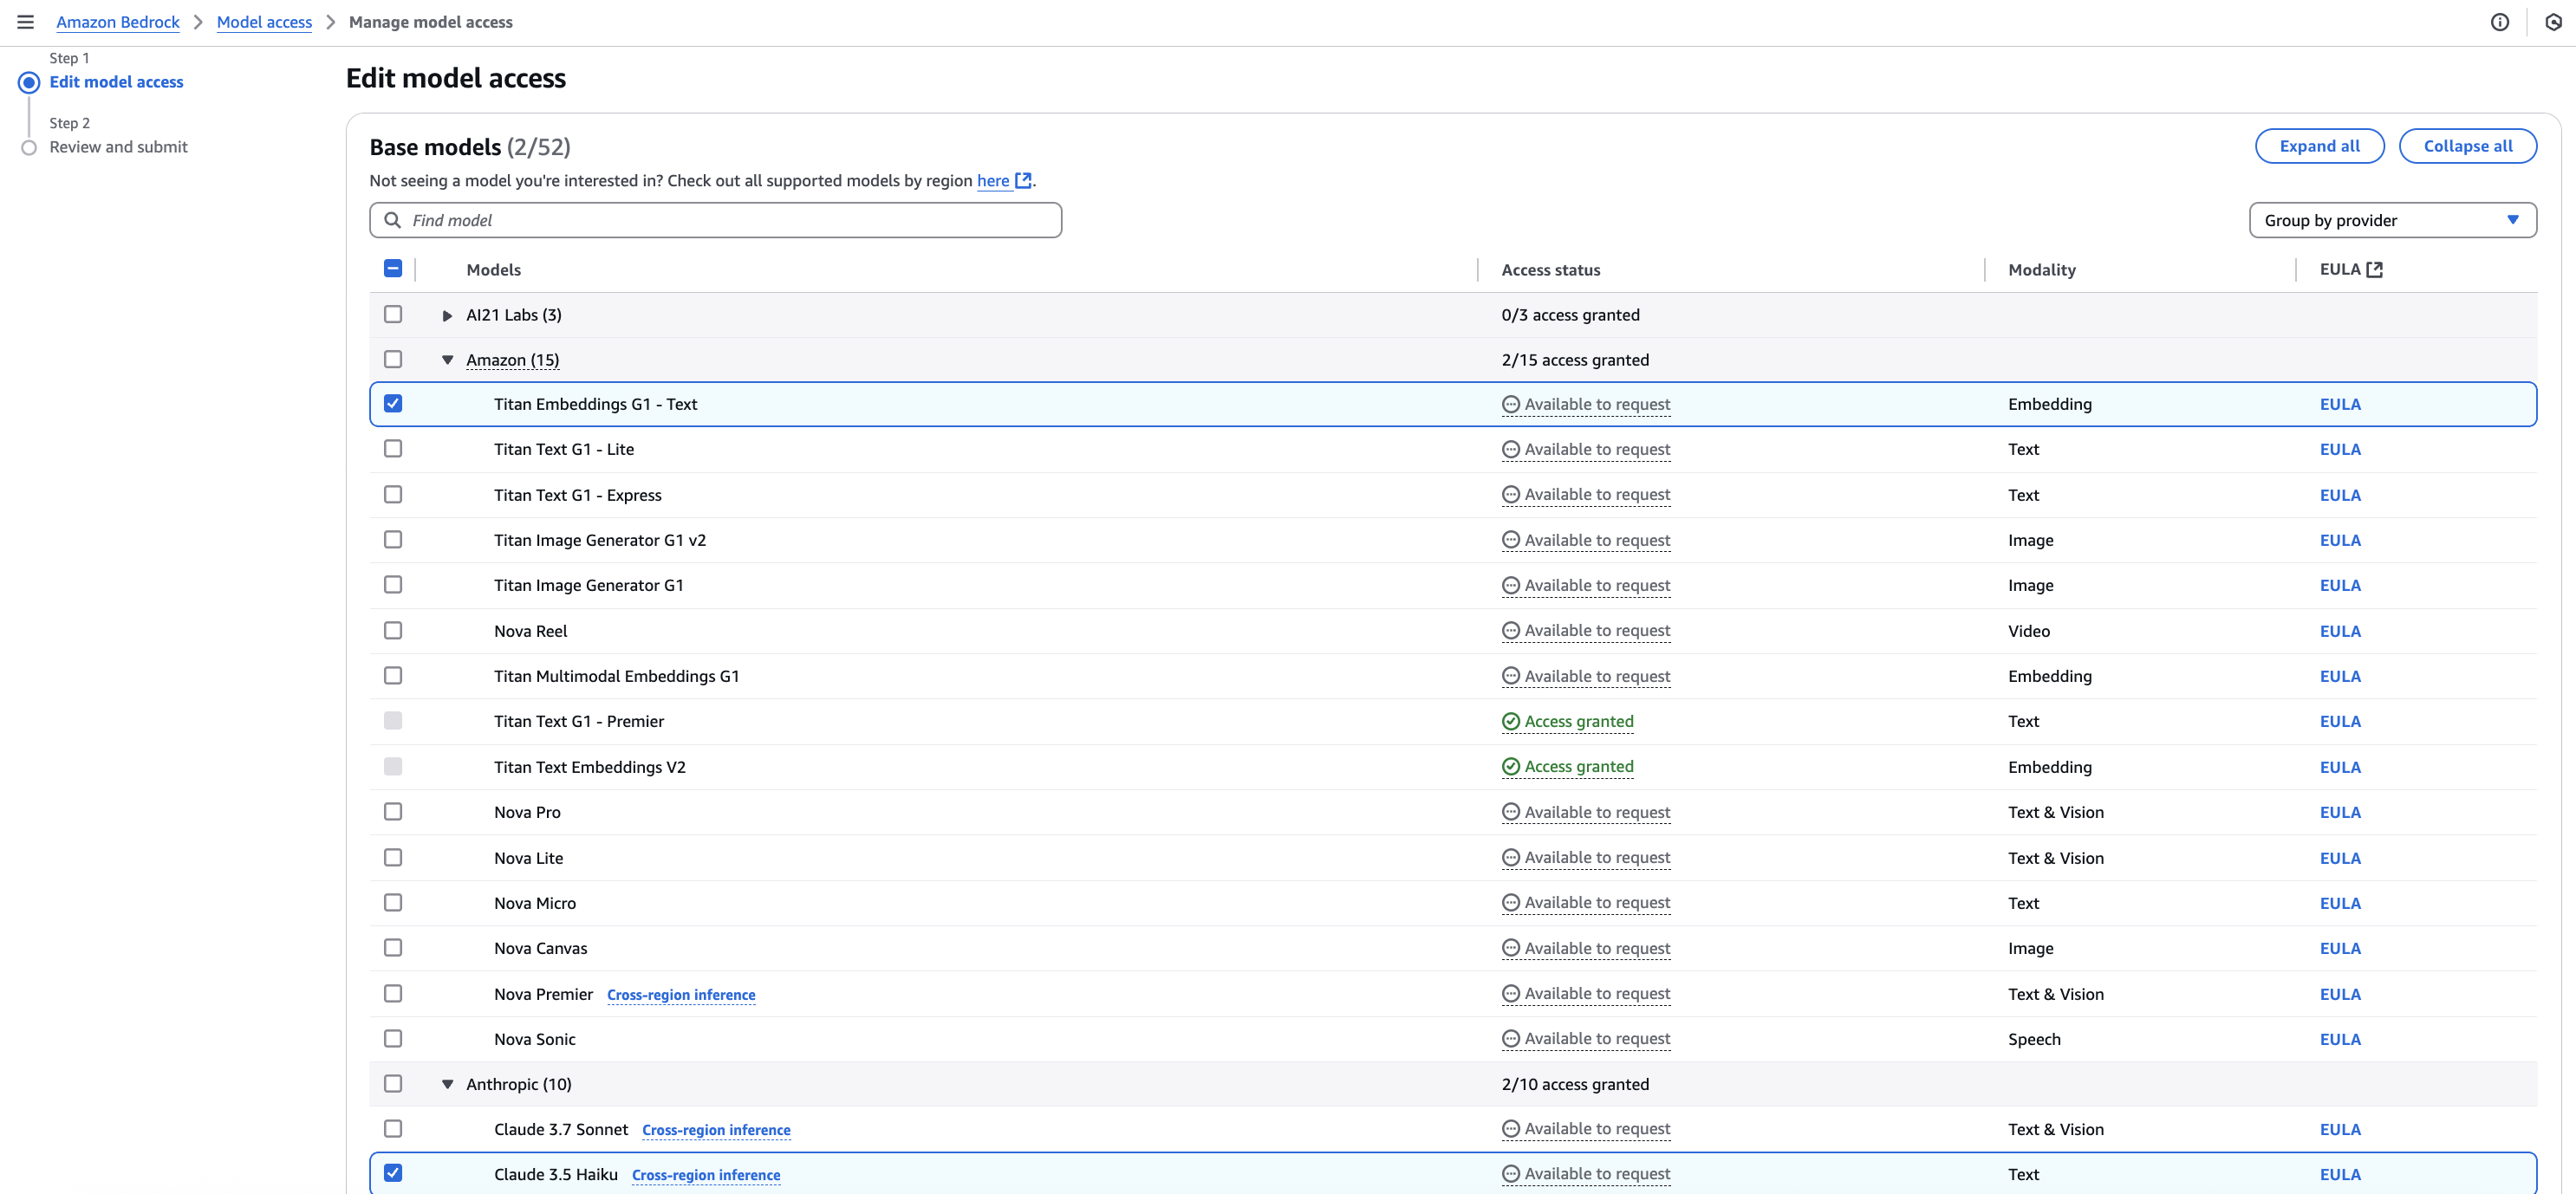 Amazon Bedrock > Model access > Manage model access
Step 1
Edit model access
Step 2
Review and submit
Edit model access
Base models (2/52)
Expand all
Collapse all
Not seeing a model you're interested in? Check out all supported models by region here.
Find model
Group by provider
Models Access status Modality EULA
AI21 Labs (3) 0/3 access granted
Amazon (15) 2/15 access granted
Titan Embeddings G1 - Text Available to request Embedding EULA
Titan Text G1 - Lite Available to request Text EULA
Titan Text G1 - Express Available to request Text EULA
Titan Image Generator G1 v2 Available to request Image EULA
Titan Image Generator G1 Available to request Image EULA
Nova Reel Available to request Video EULA
Titan Multimodal Embeddings G1 Available to request Embedding EULA
Titan Text G1 - Premier Access granted Text EULA
Titan Text Embeddings V2 Access granted Embedding EULA
Nova Pro Available to request Text & Vision EULA
Nova Lite Available to request Text & Vision EULA
Nova Micro Available to request Text EULA
Nova Canvas Available to request Image EULA
Nova Premier Cross-region inference Available to request Text & Vision EULA
Nova Sonic Available to request Speech EULA
Anthropic (10) 2/10 access granted
Claude 3.7 Sonnet Cross-region inference Available to request Text & Vision EULA
Claude 3.5 Haiku Cross-region inference Available to request Text EULA